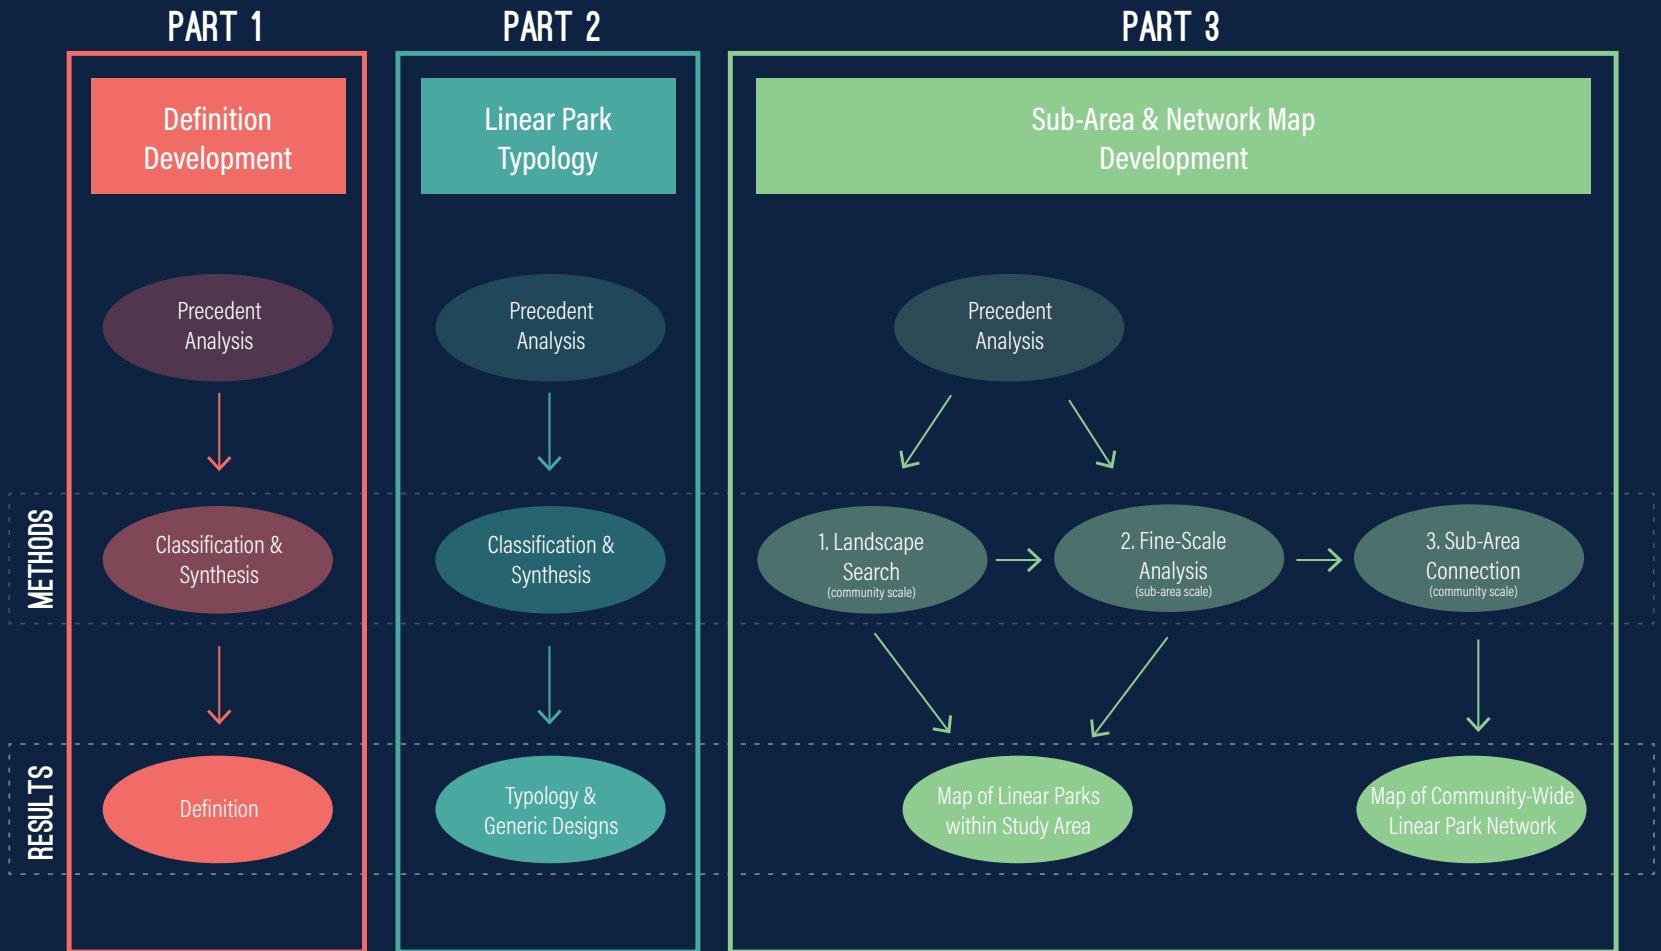 PART 1
PART 2
PART 3
Definition
Development
Linear Park
Typology
Sub-Area & Network Map
Development
Precedent
Analysis
Precedent
Analysis
Precedent
Analysis
METHODS
Classification &
Synthesis
Classification &
Synthesis
1. Landscape
Search
(community scale)
2. Fine-Scale
Analysis
(sub-area scale)
3. Sub-Area
Connection
(community scale)
RESULTS
Definition
Typology &
Generic Designs
Map of Linear Parks
within Study Area
Map of Community-Wide
Linear Park Network